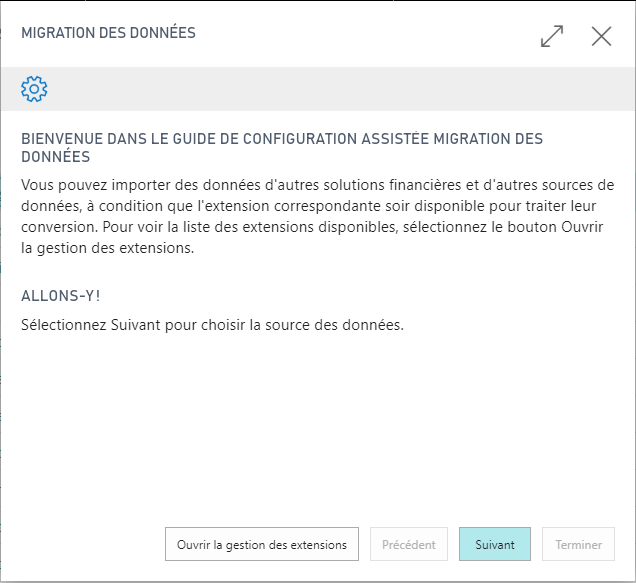 MIGRATION DES DONNÉES
BIENVENUE DANS LE GUIDE DE CONFIGURATION ASSISTÉE MIGRATION DES
DONNÉES
Vous pouvez importer des données d'autres solutions financières et d'autres sources de
données, à condition que l'extension correspondante soir disponible pour traiter leur
conversion. Pour voir la liste des extensions disponibles, sélectionnez le bouton Ouvrir
la gestion des extensions.
ALLONS-Y!
Sélectionnez Suivant pour choisir la source des données.
Ouvrir la gestion des extensions Précédent Suivant Terminer